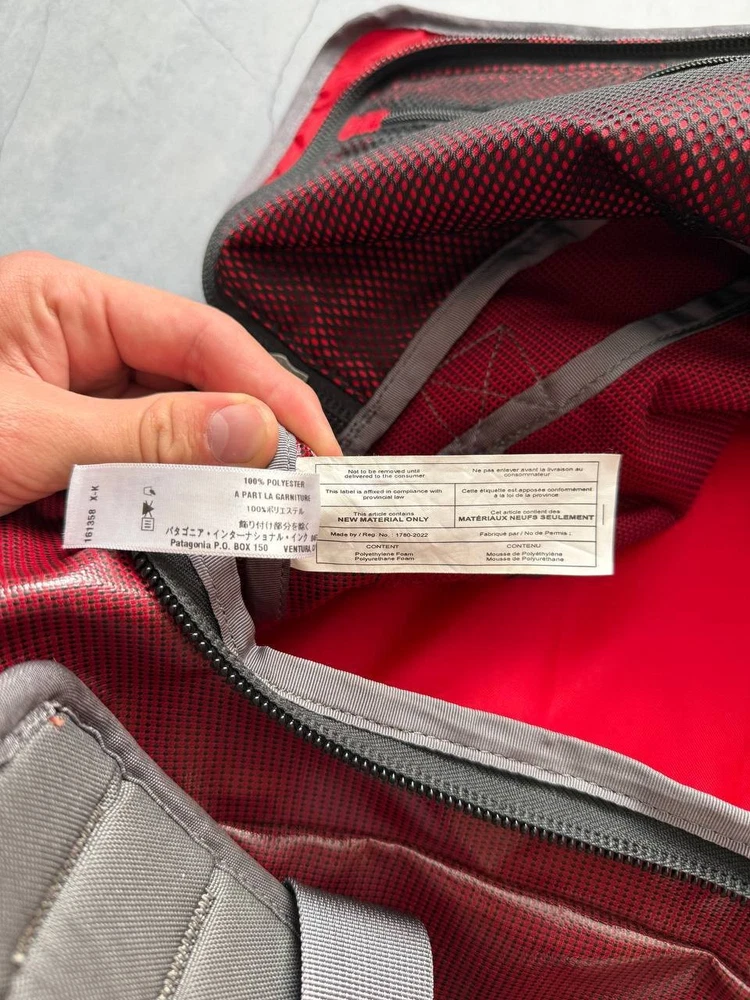 161358 X-K
100% POLYESTER
A PART LA GARNITURE
100%ポリエステル
飾り付け部分を除く
パタゴニア・インターナショナル・インク
Patagonia P.O. BOX 150 VENTURA,
Not to be removed until
delivered to the consumer
Ne pas enlever avant la livraison au
consommateur
This label is affixed in compliance with
provincial law
Cette étiquette est apposée conformément
à la loi de la province
This article contains
NEW MATERIAL ONLY
Cet article contient des
MATÉRIAUX NEUFS SEULEMENT
Made by / Reg. No. 1780-2022
Fabriqué par / No de Permis :
CONTENT
Polyethylene Foam
Polyurethane Foam
CONTENU
Mousse de Polyéthylène
Mousse de Polyuréthane